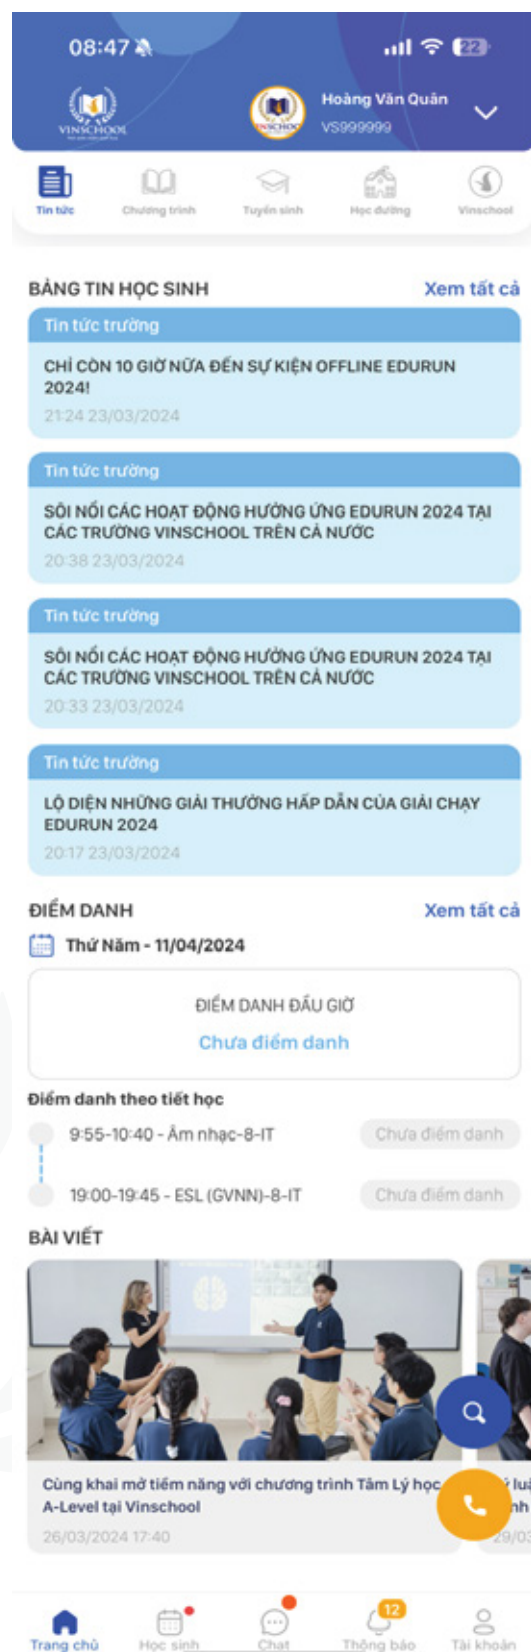 08:47
22
VINSCHOOL
Hoàng Văn Quân
VS999999
Tin tức
Chương trình
Tuyển sinh
Học đường
Vinschool
BẢNG TIN HỌC SINH
Xem tất cả
Tin tức trường
CHỈ CÒN 10 GIỜ NỮA ĐẾN SỰ KIỆN OFFLINE EDURUN
2024!
21:24 23/03/2024
Tin tức trường
SÔI NỔI CÁC HOẠT ĐỘNG HƯỞNG ỨNG EDURUN 2024 TẠI
CÁC TRƯỜNG VINSCHOOL TRÊN CẢ NƯỚC
20:38 23/03/2024
Tin tức trường
SÔI NỔI CÁC HOẠT ĐỘNG HƯỞNG ỨNG EDURUN 2024 TẠI
CÁC TRƯỜNG VINSCHOOL TRÊN CẢ NƯỚC
20:33 23/03/2024
Tin tức trường
LỘ DIỆN NHỮNG GIẢI THƯỞNG HẤP DẪN CỦA GIẢI CHẠY
EDURUN 2024
20:17 23/03/2024
ĐIỂM DANH
Xem tất cả
Thứ Năm - 11/04/2024
ĐIỂM DANH ĐẦU GIỜ
Chưa điểm danh
Điểm danh theo tiết học
9:55-10:40 - Âm nhạc-8-IT
Chưa điểm danh
19:00-19:45 - ESL (GVNN)-8-IT
Chưa điểm danh
BÀI VIẾT
Cùng khai mở tiềm năng với chương trình Tâm Lý học
A-Level tại Vinschool
26/03/2024 17:40
29/03
12
Trang chủ
Học sinh
Chat
Thông báo
Tài khoản